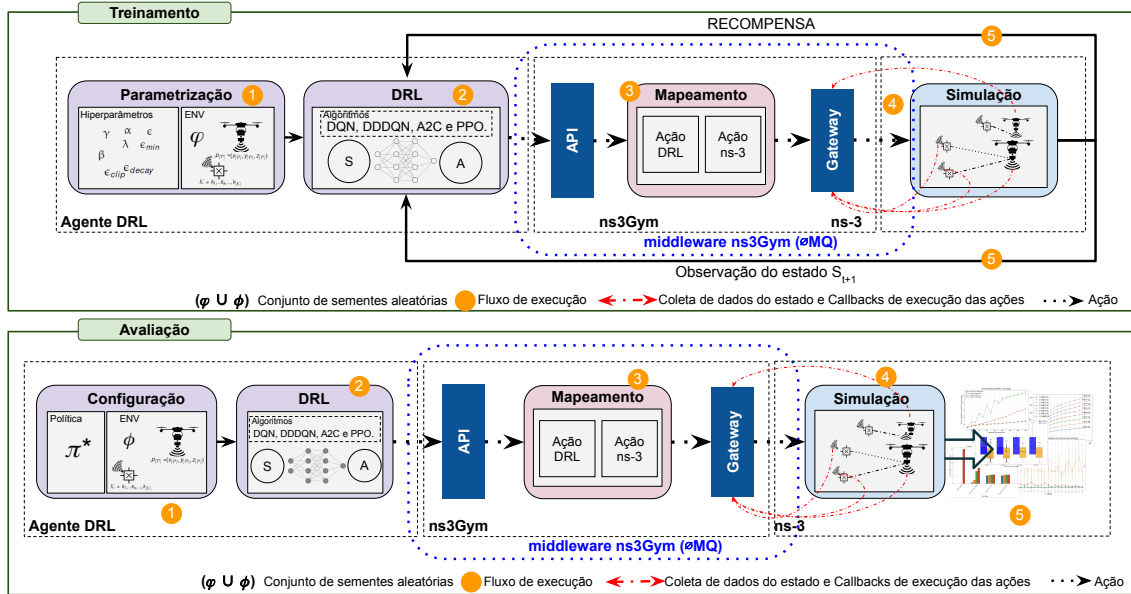 Treinamento
RECOMPENSA
5
Parametrização
1
Hiperparâmetros
γ α ϵ
λ ϵmin
β
ϵclip ϵdecay
ENV
φ
DRL
2
Algoritmos
DQN, DDDQN, A2C e PPO.
S
A
API
3
Mapeamento
Ação
DRL
Ação
ns-3
Gateway
4
Simulação
Agente DRL
ns3Gym
ns-3
middleware ns3Gym (øMQ)
5
Observação do estado St+1
(φ ∪ ϕ) Conjunto de sementes aleatórias
Fluxo de execução
Coleta de dados do estado e Callbacks de execução das ações
Ação
Avaliação
Configuração
Política
π*
ENV
ϕ
1
DRL
2
Algoritmos
DQN, DDDQN, A2C e PPO.
S
A
API
3
Mapeamento
Ação
DRL
Ação
ns-3
Gateway
4
Simulação
5
Agente DRL
ns3Gym
ns-3
middleware ns3Gym (øMQ)
(φ ∪ ϕ) Conjunto de sementes aleatórias
Fluxo de execução
Coleta de dados do estado e Callbacks de execução das ações
Ação